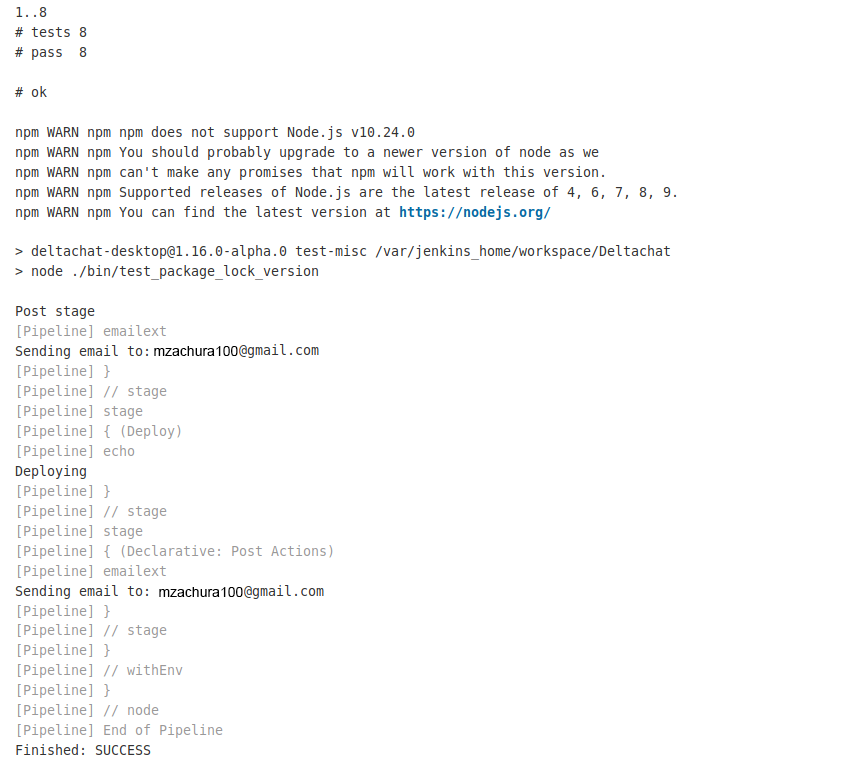 1..8
# tests 8
# pass  8
# ok
npm WARN npm npm does not support Node.js v10.24.0
npm WARN npm You should probably upgrade to a newer version of node as we
npm WARN npm can't make any promises that npm will work with this version.
npm WARN npm Supported releases of Node.js are the latest release of 4, 6, 7, 8, 9.
npm WARN npm You can find the latest version at https://nodejs.org/
> deltachat-desktop@1.16.0-alpha.0 test-misc /var/jenkins_home/workspace/Deltachat
> node ./bin/test_package_lock_version
Post stage
[Pipeline] emailext
Sending email to: mzachura100@gmail.com
[Pipeline] }
[Pipeline] // stage
[Pipeline] stage
[Pipeline] { (Deploy)
[Pipeline] echo
Deploying
[Pipeline] }
[Pipeline] // stage
[Pipeline] stage
[Pipeline] { (Declarative: Post Actions)
[Pipeline] emailext
Sending email to: mzachura100@gmail.com
[Pipeline] }
[Pipeline] // stage
[Pipeline] }
[Pipeline] // withEnv
[Pipeline] }
[Pipeline] // node
[Pipeline] End of Pipeline
Finished: SUCCESS